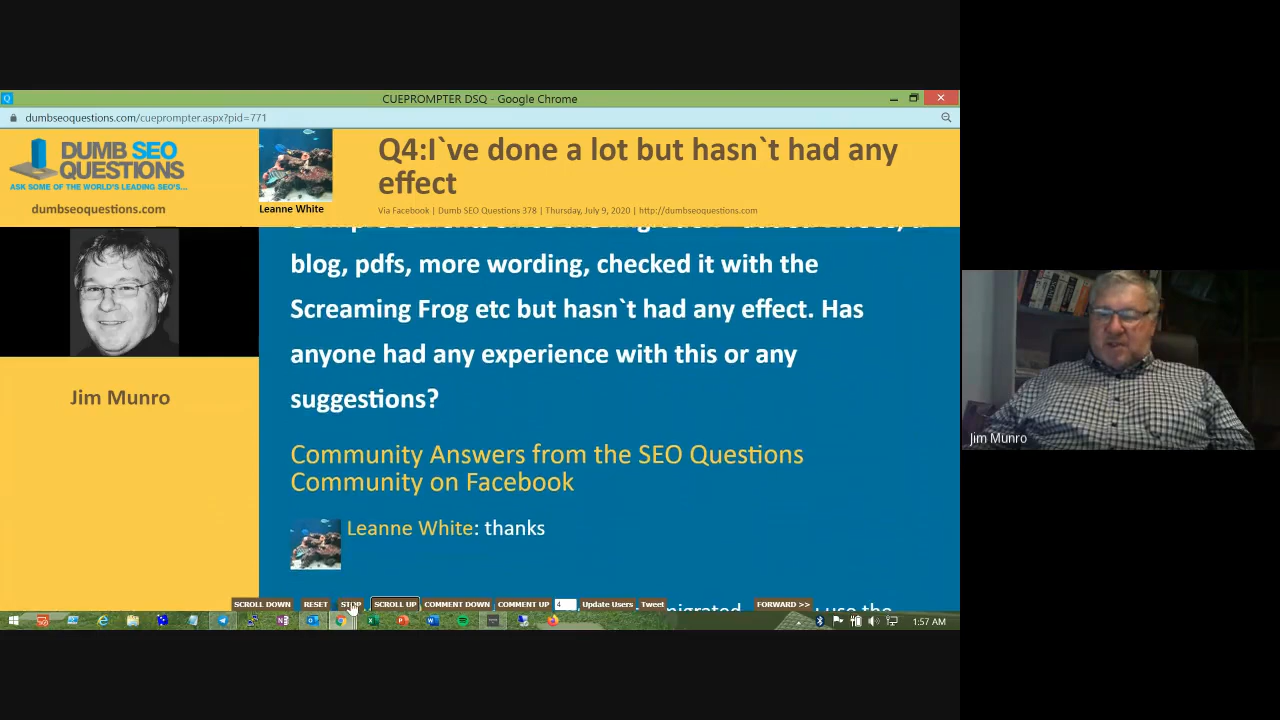 CUEPROMPTER DSQ - Google Chrome
dumbseoquestions.com/cueprompter.aspx?pid=771
DUMB SEO
QUESTIONS
ASK SOME OF THE WORLD'S LEADING SEO'S...
dumbseoquestions.com
Leanne White
Q4:I`ve done a lot but hasn`t had any
effect
Via Facebook | Dumb SEO Questions 378 | Thursday, July 9, 2020 | http://dumbseoquestions.com
Jim Munro
blog, pdfs, more wording, checked it with the
Screaming Frog etc but hasn`t had any effect. Has
anyone had any experience with this or any
suggestions?
Community Answers from the SEO Questions
Community on Facebook
Leanne White: thanks
SCROLL DOWN RESET STOP SCROLL UP COMMENT DOWN COMMENT UP 4 Update Users Tweet FORWARD >>
1:57 AM
Jim Munro